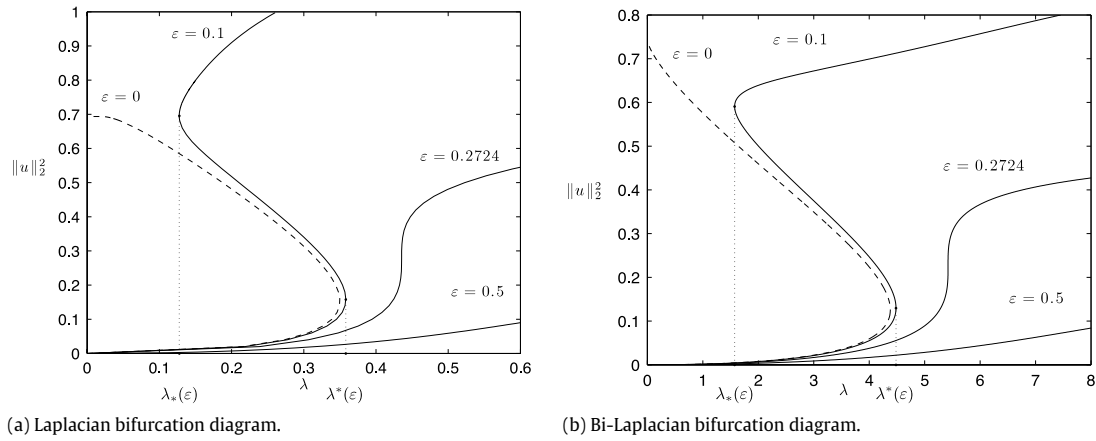 1
0.9
0.8
0.7
0.6
0.5
0.4
0.3
0.2
0.1
0
‖u‖₂²
ε = 0.1
ε = 0
ε = 0.2724
ε = 0.5
0 0.1 0.2 0.3 0.4 0.5 0.6
λ∗(ε) λ λ*(ε)
(a) Laplacian bifurcation diagram.
0.8
0.7
0.6
0.5
0.4
0.3
0.2
0.1
0
‖u‖₂²
ε = 0.1
ε = 0
ε = 0.2724
ε = 0.5
0 1 2 3 4 5 6 7 8
λ∗(ε) λ λ*(ε)
(b) Bi-Laplacian bifurcation diagram.